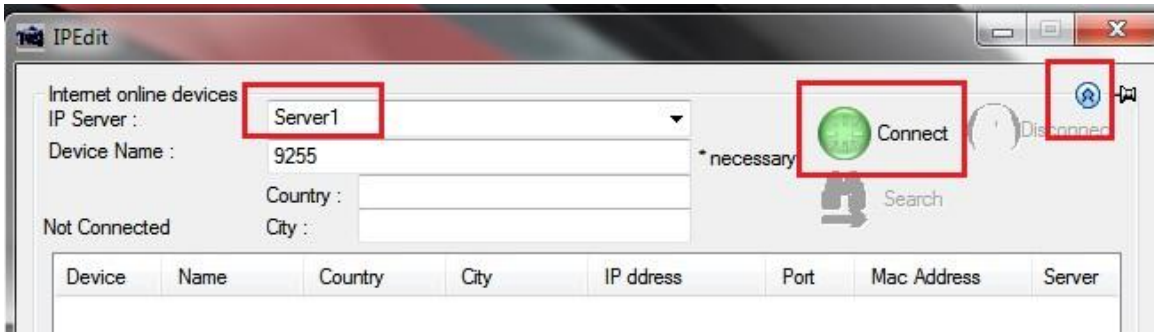 IPEdit
Internet online devices
IP Server : Server1 Connect Disconnect
Device Name : 9255 * necessary
Country : Search
Not Connected City :
Device Name Country City IP ddress Port Mac Address Server